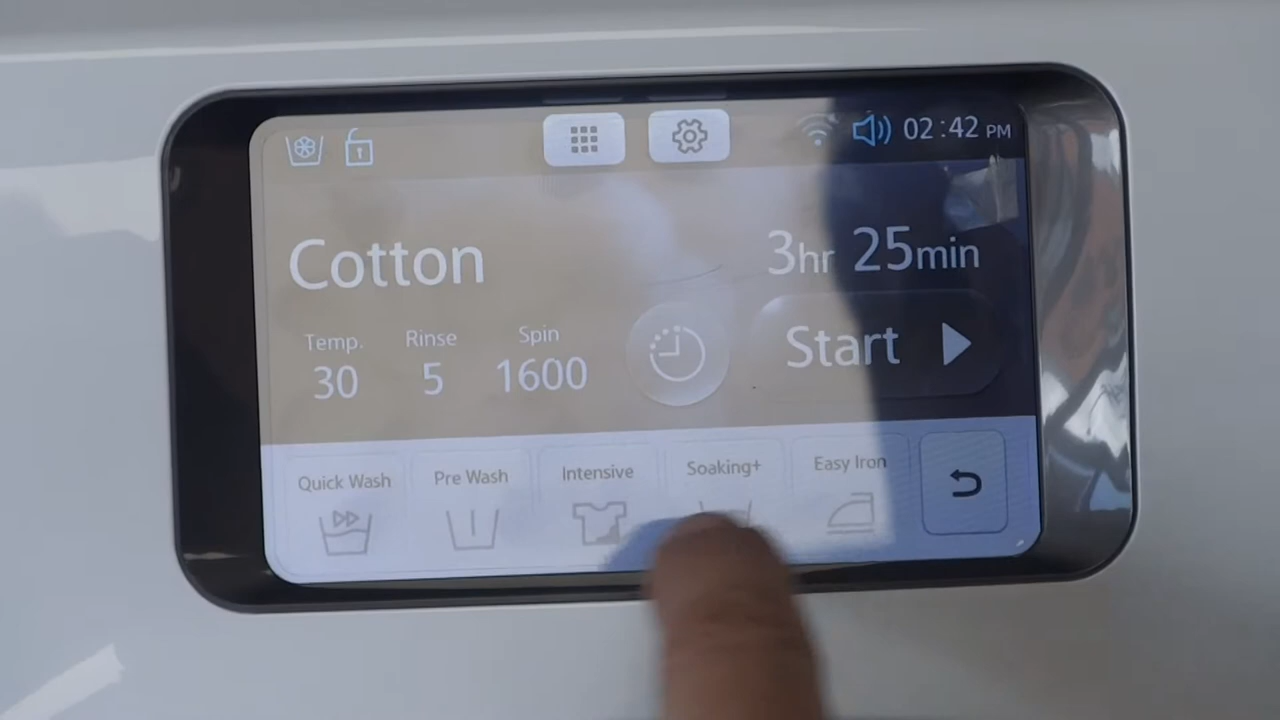 02:42 PM
Cotton
3hr 25min
Temp. Rinse Spin
30 5 1600
Start
Quick Wash Pre Wash Intensive Soaking+ Easy Iron